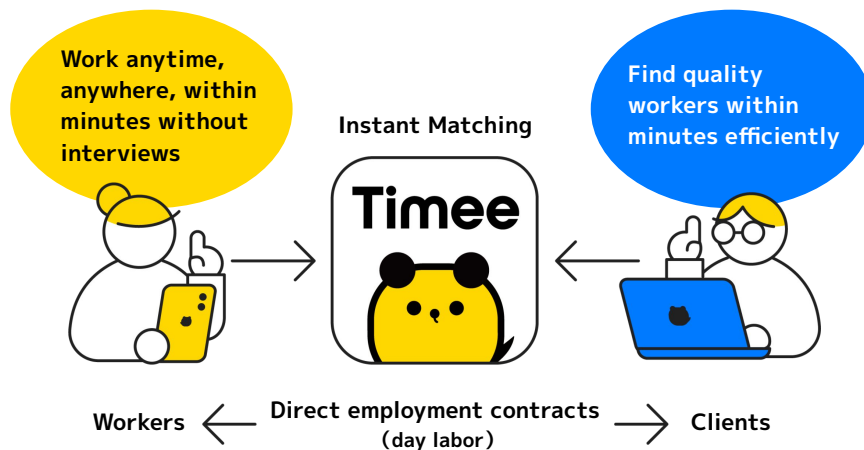 Work anytime,
anywhere, within
minutes without
interviews
Find quality
workers within
minutes efficiently
Instant Matching
Timee
Workers
Direct employment contracts
(day labor)
Clients